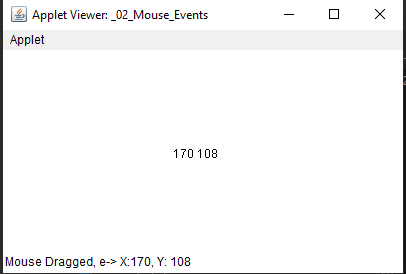 Applet Viewer: _02_Mouse_Events
Applet
170 108
Mouse Dragged, e-> X:170, Y: 108